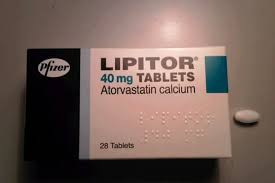 Pfizer
LIPITOR®
40 mg TABLETS
Atorvastatin calcium
28 Tablets